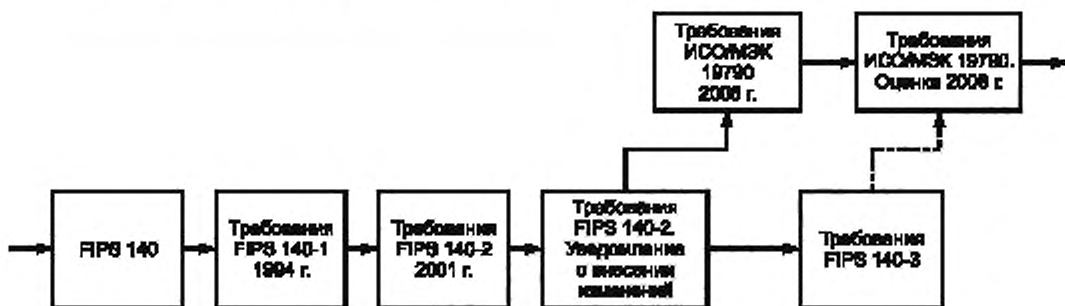 Требования
ИСО/МЭК
19790
2006 г.
Требования
ИСО/МЭК 19790.
Оценка 2008 г.
FIPS 140
Требования
FIPS 140-1
1994 г.
Требования
FIPS 140-2
2001 г.
Требования
FIPS 140-2.
Уведомление
о внесении
изменений
Требования
FIPS 140-3